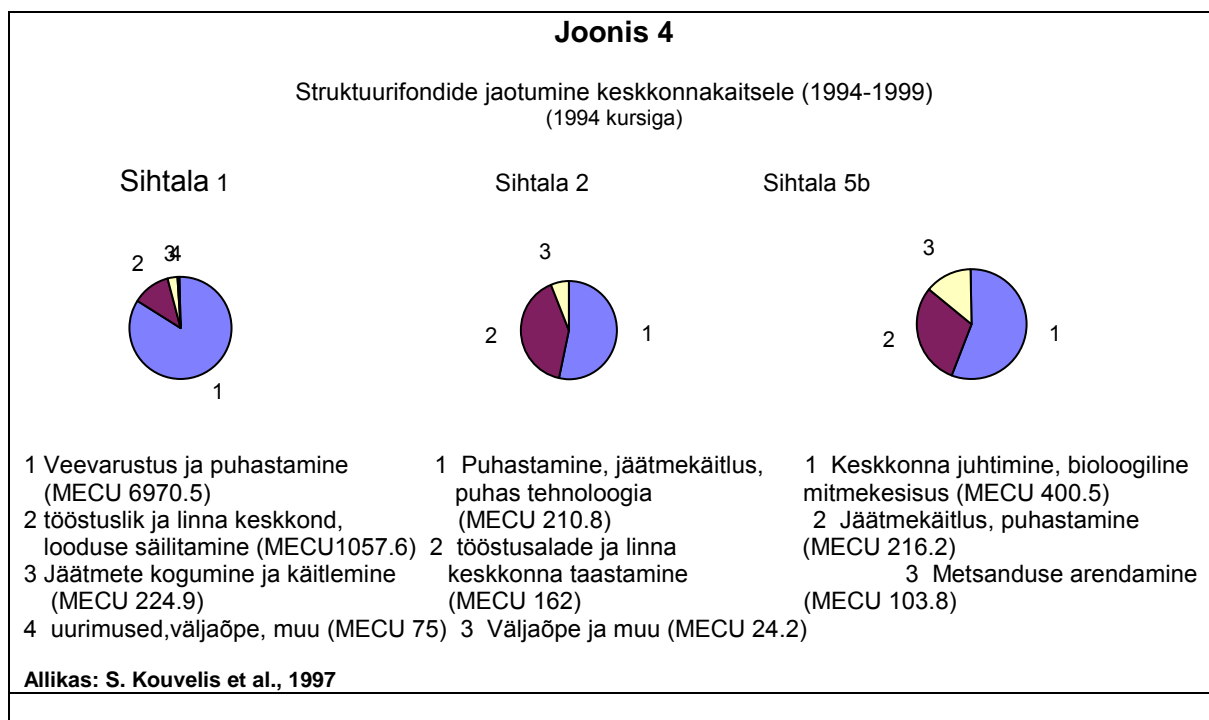 Joonis 4
Struktuurifondide jaotumine keskkonnakaitsele (1994-1999)
(1994 kursiga)
Sihtala 1
2
3
4
1
1 Veevarustus ja puhastamine
(MECU 6970.5)
2 tööstuslik ja linna keskkond,
looduse säilitamine (MECU1057.6)
3 Jäätmete kogumine ja käitlemine
(MECU 224.9)
4 uurimused,väljaõpe, muu (MECU 75)
Sihtala 2
3
2
1
1 Puhastamine, jäätmekäitlus,
puhas tehnoloogia
(MECU 210.8)
2 tööstusalade ja linna
keskkonna taastamine
(MECU 162)
3 Väljaõpe ja muu (MECU 24.2)
Sihtala 5b
3
2
1
1 Keskkonna juhtimine, bioloogiline
mitmekesisus (MECU 400.5)
2 Jäätmekäitlus, puhastamine
(MECU 216.2)
3 Metsanduse arendamine
(MECU 103.8)
Allikas: S. Kouvelis et al., 1997